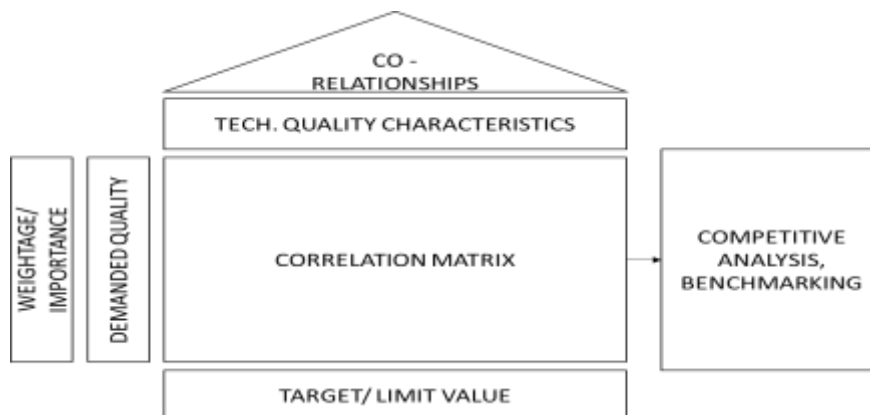 CO -
RELATIONSHIPS
TECH. QUALITY CHARACTERISTICS
WEIGHTAGE/
IMPORTANCE
DEMANDED QUALITY
CORRELATION MATRIX
COMPETITIVE
ANALYSIS,
BENCHMARKING
TARGET/ LIMIT VALUE